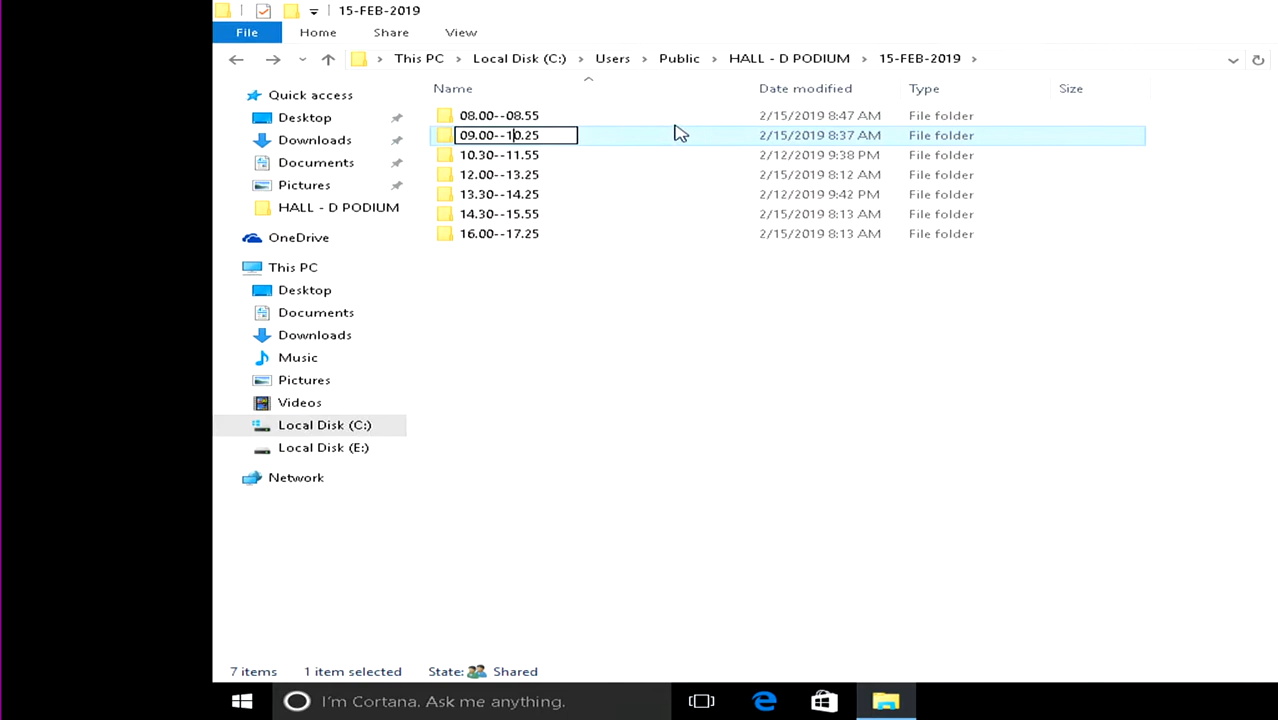 15-FEB-2019
File Home Share View
This PC Local Disk (C:) Users Public HALL - D PODIUM 15-FEB-2019
Name Date modified Type Size
Quick access
Desktop
Downloads
Documents
Pictures
HALL - D PODIUM
OneDrive
This PC
Desktop
Documents
Downloads
Music
Pictures
Videos
Local Disk (C:)
Local Disk (E:)
Network
08.00--08.55 2/15/2019 8:47 AM File folder
09.00--10.25 2/15/2019 8:37 AM File folder
10.30--11.55 2/12/2019 9:38 PM File folder
12.00--13.25 2/15/2019 8:12 AM File folder
13.30--14.25 2/12/2019 9:42 PM File folder
14.30--15.55 2/15/2019 8:13 AM File folder
16.00--17.25 2/15/2019 8:13 AM File folder
7 items 1 item selected State: Shared
I'm Cortana. Ask me anything.